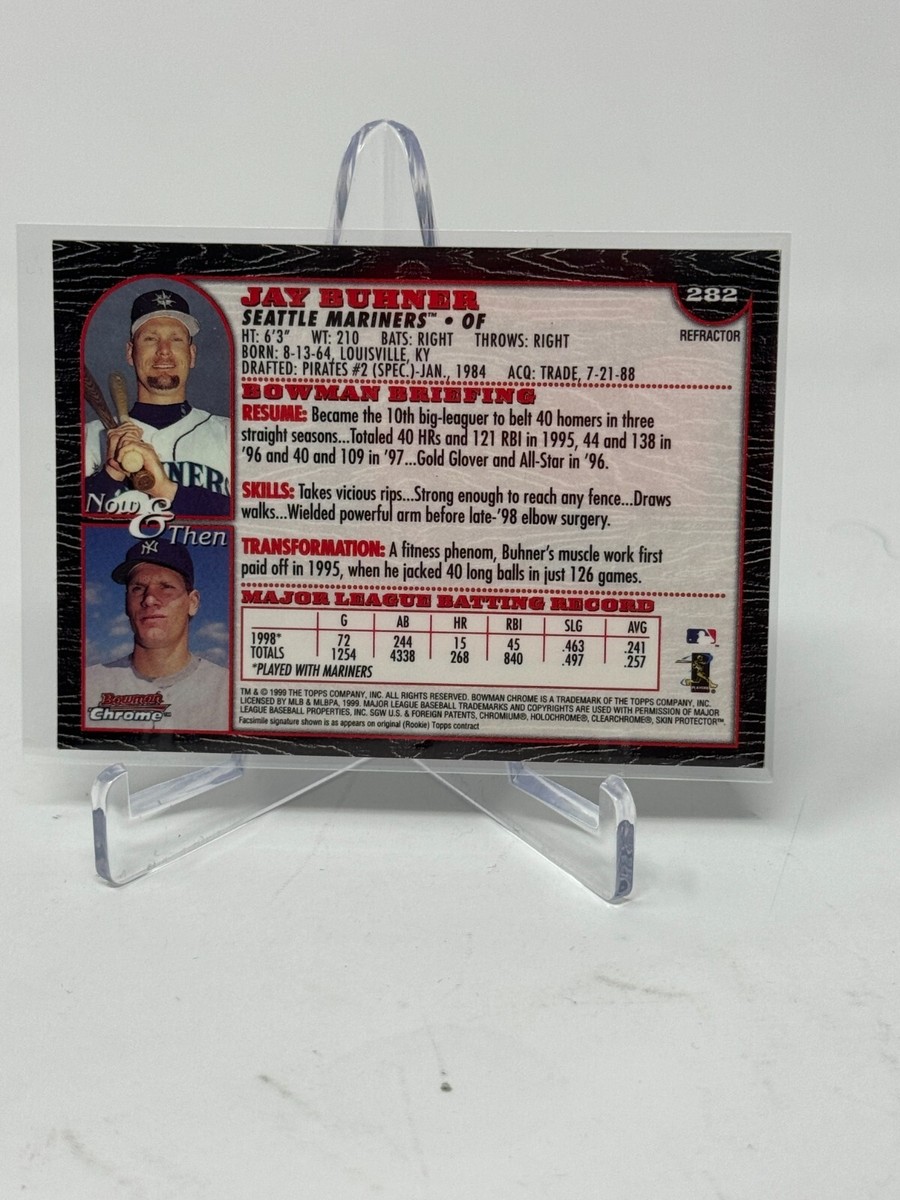 282
REFRACTOR
JAY BUHNER
SEATTLE MARINERS™ • OF
HT: 6'3" WT: 210 BATS: RIGHT THROWS: RIGHT
BORN: 8-13-64, LOUISVILLE, KY
DRAFTED: PIRATES #2 (SPEC.)-JAN., 1984 ACQ: TRADE, 7-21-88
BOWMAN BRIEFING
RESUME: Became the 10th big-leaguer to belt 40 homers in three
straight seasons...Totaled 40 HRs and 121 RBI in 1995, 44 and 138 in
'96 and 40 and 109 in '97...Gold Glover and All-Star in '96.
SKILLS: Takes vicious rips...Strong enough to reach any fence...Draws
walks...Wielded powerful arm before late-'98 elbow surgery.
TRANSFORMATION: A fitness phenom, Buhner's muscle work first
paid off in 1995, when he jacked 40 long balls in just 126 games.
MAJOR LEAGUE BATTING RECORD
G AB HR RBI SLG AVG
1998* 72 244 15 45 .463 .241
TOTALS 1254 4338 268 840 .497 .257
*PLAYED WITH MARINERS
TM & © 1999 THE TOPPS COMPANY, INC. ALL RIGHTS RESERVED. BOWMAN CHROME IS A TRADEMARK OF THE TOPPS COMPANY, INC.
LICENSED BY MLB & MLBPA, 1999. MAJOR LEAGUE BASEBALL TRADEMARKS AND COPYRIGHTS ARE USED WITH PERMISSION OF MAJOR
LEAGUE BASEBALL PROPERTIES, INC. SGW U.S. & FOREIGN PATENTS, CHROMIUM®, HOLOCHROME®, CLEARCHROME®, SKIN PROTECTOR™.
Facsimile signature shown is as appears on original (Rookie) Topps contract
NERS
Now
&
Then
NY
Bowman
Chrome™